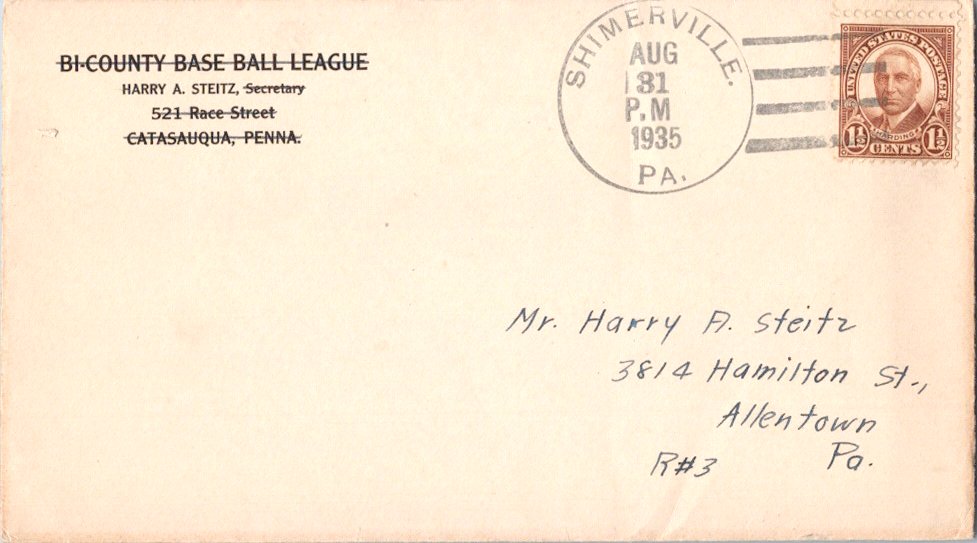 BI-COUNTY BASE BALL LEAGUE
HARRY A. STEITZ, Secretary
521 Race Street
CATASAUQUA, PENNA.
SHIMERVILLE.
AUG
31
P.M
1935
PA.
UNITED STATES POSTAGE
HARDING
1½ CENTS 1½
Mr. Harry A. Steitz
3814 Hamilton St.,
Allentown
R#3 Pa.